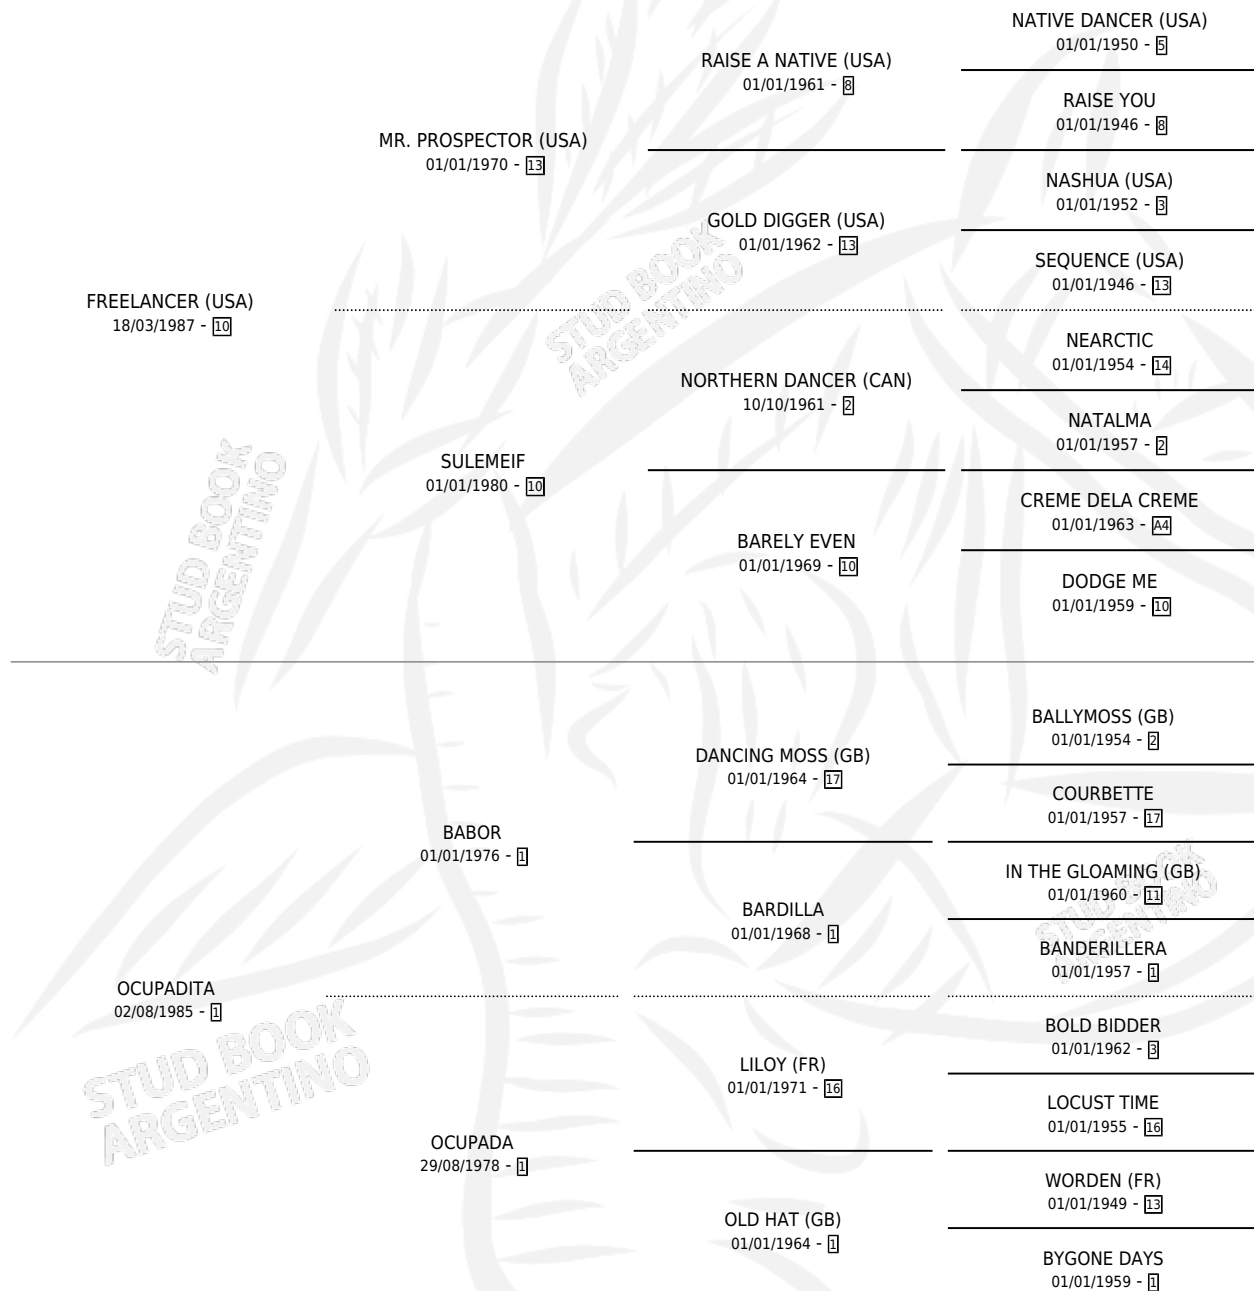 NATIVE DANCER (USA)
01/01/1950 - 5
RAISE A NATIVE (USA)
01/01/1961 - 8
RAISE YOU
01/01/1946 - 8
MR. PROSPECTOR (USA)
01/01/1970 - 13
NASHUA (USA)
01/01/1952 - 3
GOLD DIGGER (USA)
01/01/1962 - 13
SEQUENCE (USA)
01/01/1946 - 13
FREELANCER (USA)
18/03/1987 - 10
NEARCTIC
01/01/1954 - 14
NORTHERN DANCER (CAN)
10/10/1961 - 2
NATALMA
01/01/1957 - 2
SULEMEIF
01/01/1980 - 10
CREME DELA CREME
01/01/1963 - A4
BARELY EVEN
01/01/1969 - 10
DODGE ME
01/01/1959 - 10
BALLYMOSS (GB)
01/01/1954 - 2
DANCING MOSS (GB)
01/01/1964 - 17
COURBETTE
01/01/1957 - 17
BABOR
01/01/1976 - 1
IN THE GLOAMING (GB)
01/01/1960 - 11
BARDILLA
01/01/1968 - 1
BANDERILLERA
01/01/1957 - 1
OCUPADITA
02/08/1985 - 1
BOLD BIDDER
01/01/1962 - 3
LILOY (FR)
01/01/1971 - 16
LOCUST TIME
01/01/1955 - 16
OCUPADA
29/08/1978 - 1
WORDEN (FR)
01/01/1949 - 13
OLD HAT (GB)
01/01/1964 - 1
BYGONE DAYS
01/01/1959 - 1
STUD BOOK
ARGENTINO
STUD BOOK
ARGENTINO
STUD BOOK
ARGENTINO
STUD BOOK
ARGENTINO